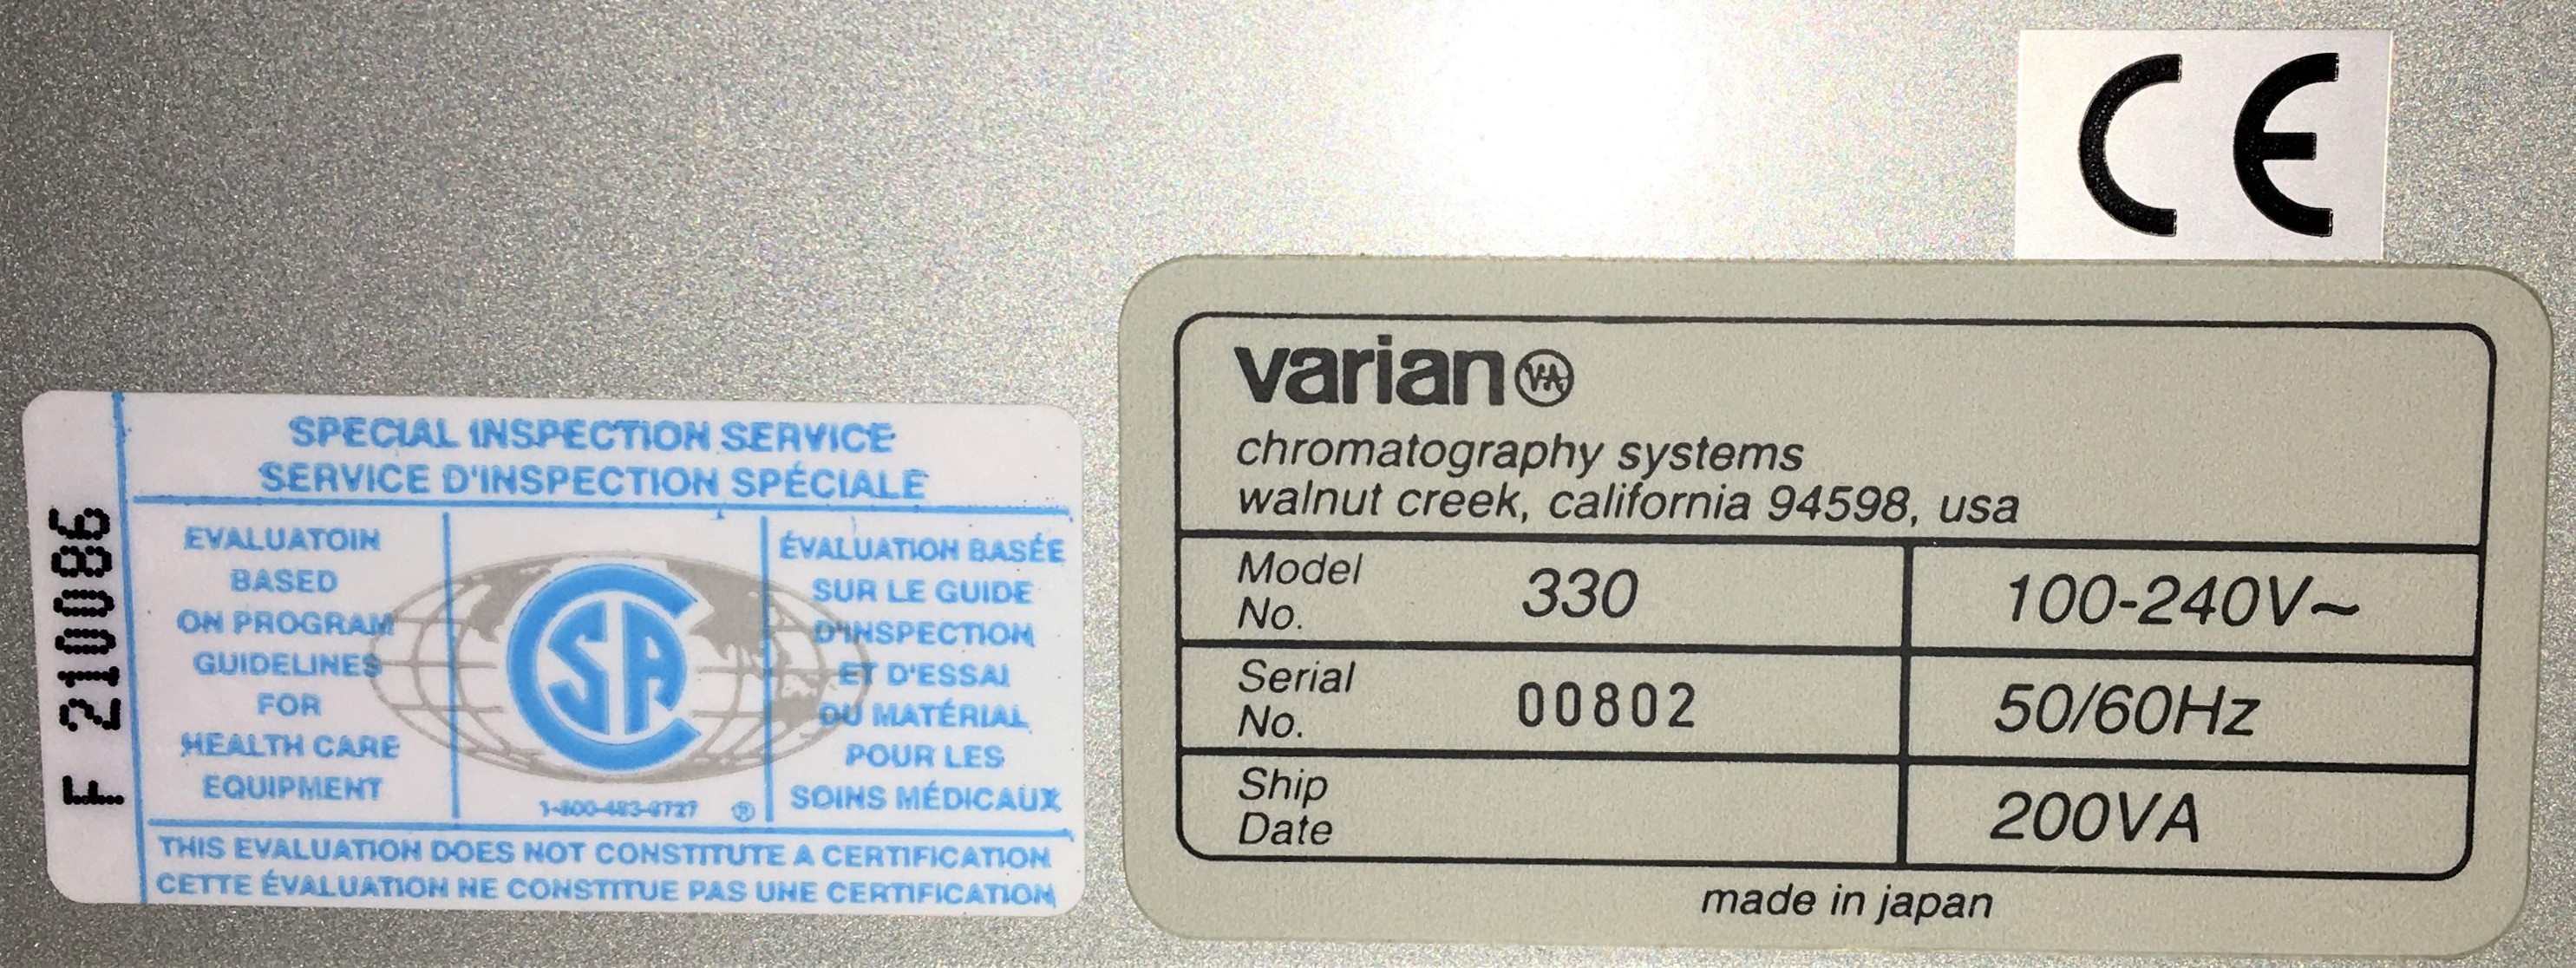 CE
F 210086
SPECIAL INSPECTION SERVICE
SERVICE D'INSPECTION SPÉCIALE
EVALUATOIN
BASED
ON PROGRAM
GUIDELINES
FOR
HEALTH CARE
EQUIPMENT
CSA
®
ÉVALUATION BASÉE
SUR LE GUIDE
D'INSPECTION
ET D'ESSAI
DU MATÉRIAL
POUR LES
SOINS MÉDICAUX
THIS EVALUATION DOES NOT CONSTITUTE A CERTIFICATION
CETTE ÉVALUATION NE CONSTITUE PAS UNE CERTIFICATION
varian VA
chromatography systems
walnut creek, california 94598, usa
Model No. 330
100-240V~
Serial No. 00802
50/60Hz
Ship Date
200VA
made in japan